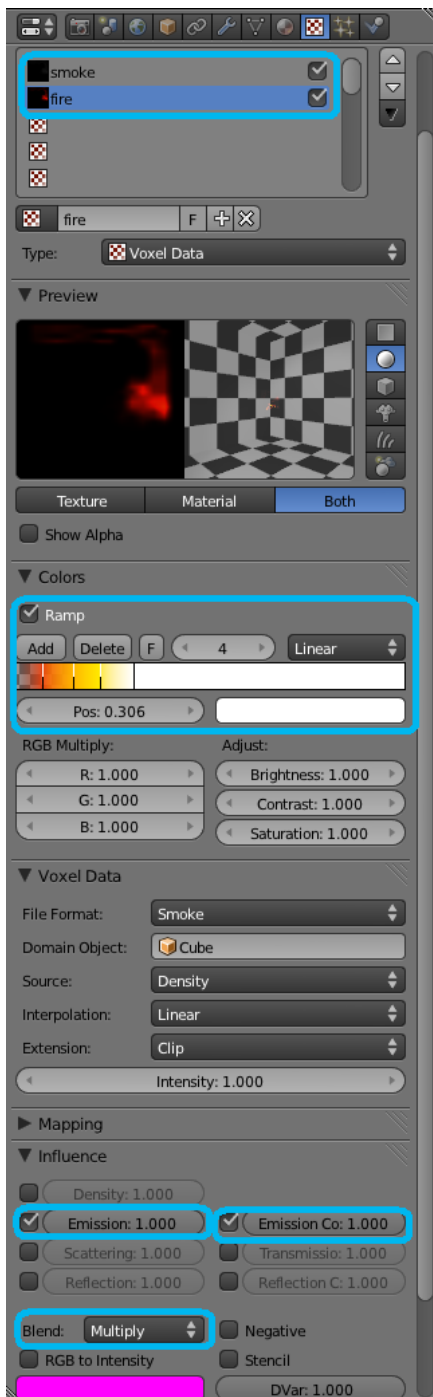 smoke
fire
fire F
Type: Voxel Data
Preview
Texture Material Both
Show Alpha
Colors
Ramp
Add Delete F 4 Linear
Pos: 0.306
RGB Multiply: Adjust:
R: 1.000 Brightness: 1.000
G: 1.000 Contrast: 1.000
B: 1.000 Saturation: 1.000
Voxel Data
File Format: Smoke
Domain Object: Cube
Source: Density
Interpolation: Linear
Extension: Clip
Intensity: 1.000
Mapping
Influence
Density: 1.000
Emission: 1.000 Emission Co: 1.000
Scattering: 1.000 Transmissio: 1.000
Reflection: 1.000 Reflection C: 1.000
Blend: Multiply Negative
RGB to Intensity Stencil
DVar: 1.000